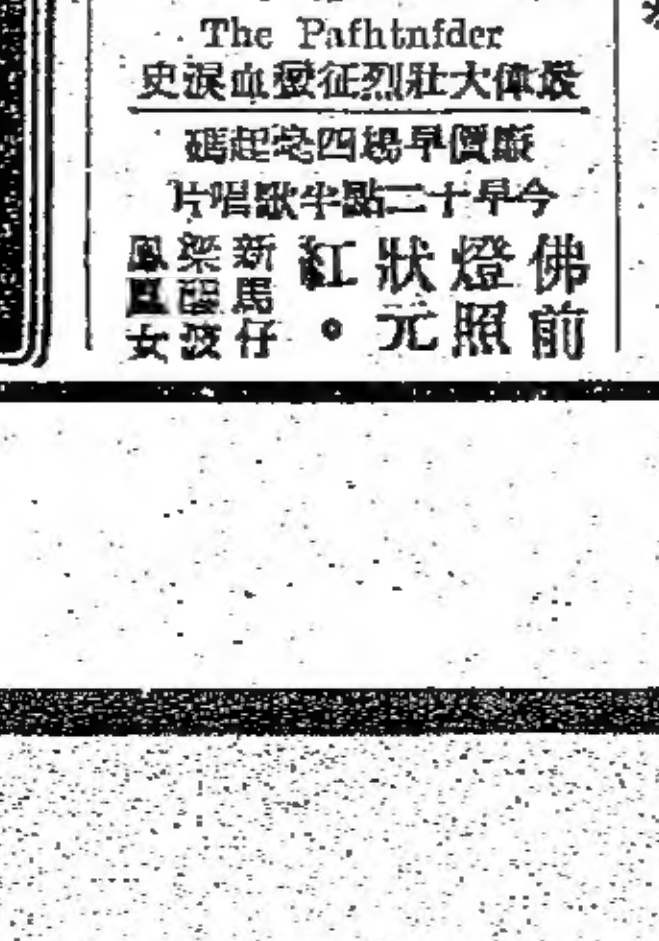 The Pafhtnfder
最偉大壯烈征蠻血淚史
廉價早場四毫起碼
今早十二點半歌唱片
佛前
燈照
狀元
紅。
新馬仔
梁醒波
鳳凰女